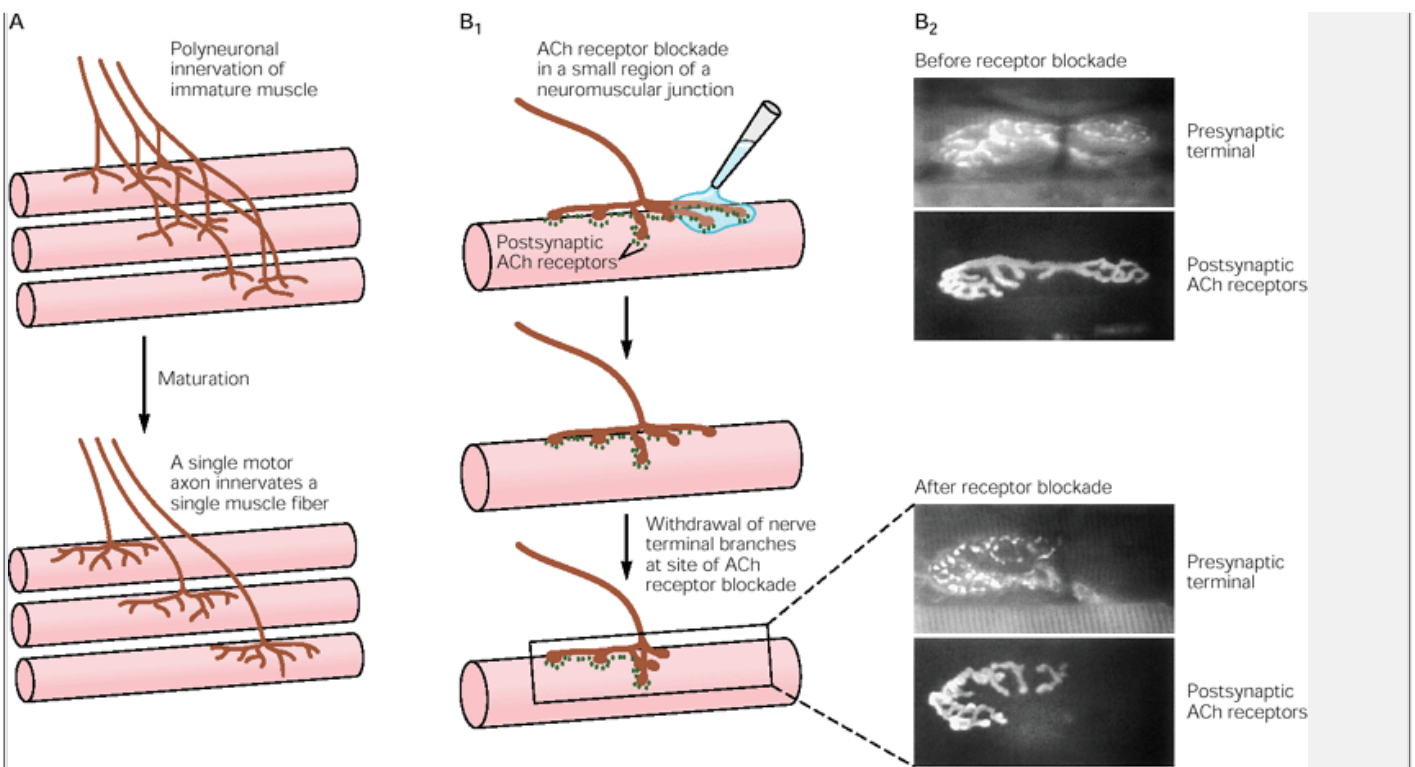 A
Polyneuronal
innervation of
immature muscle
Maturation
A single motor
axon innervates a
single muscle fiber
B1
ACh receptor blockade
in a small region of a
neuromuscular junction
Postsynaptic
ACh receptors
Withdrawal of nerve
terminal branches
at site of ACh
receptor blockade
B2
Before receptor blockade
Presynaptic
terminal
Postsynaptic
ACh receptors
After receptor blockade
Presynaptic
terminal
Postsynaptic
ACh receptors